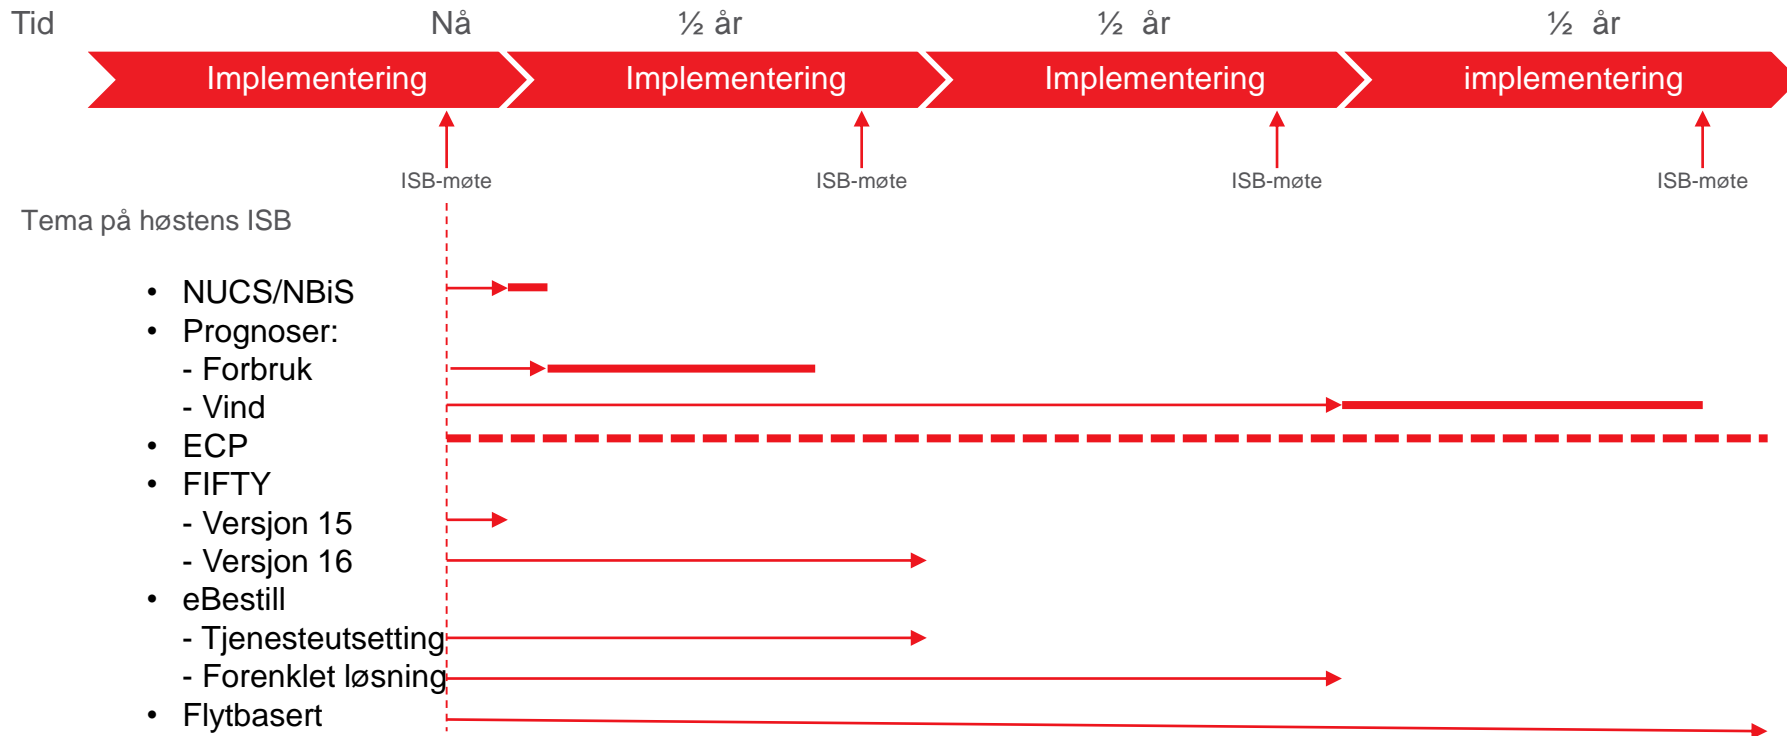 Tid Nå ½ år ½ år ½ år
Implementering Implementering Implementering implementering
ISB-møte ISB-møte ISB-møte ISB-møte
Tema på høstens ISB
• NUCS/NBiS
• Prognoser:
- Forbruk
- Vind
• ECP
• FIFTY
- Versjon 15
- Versjon 16
• eBestill
- Tjenesteutsetting
- Forenklet løsning
• Flytbasert